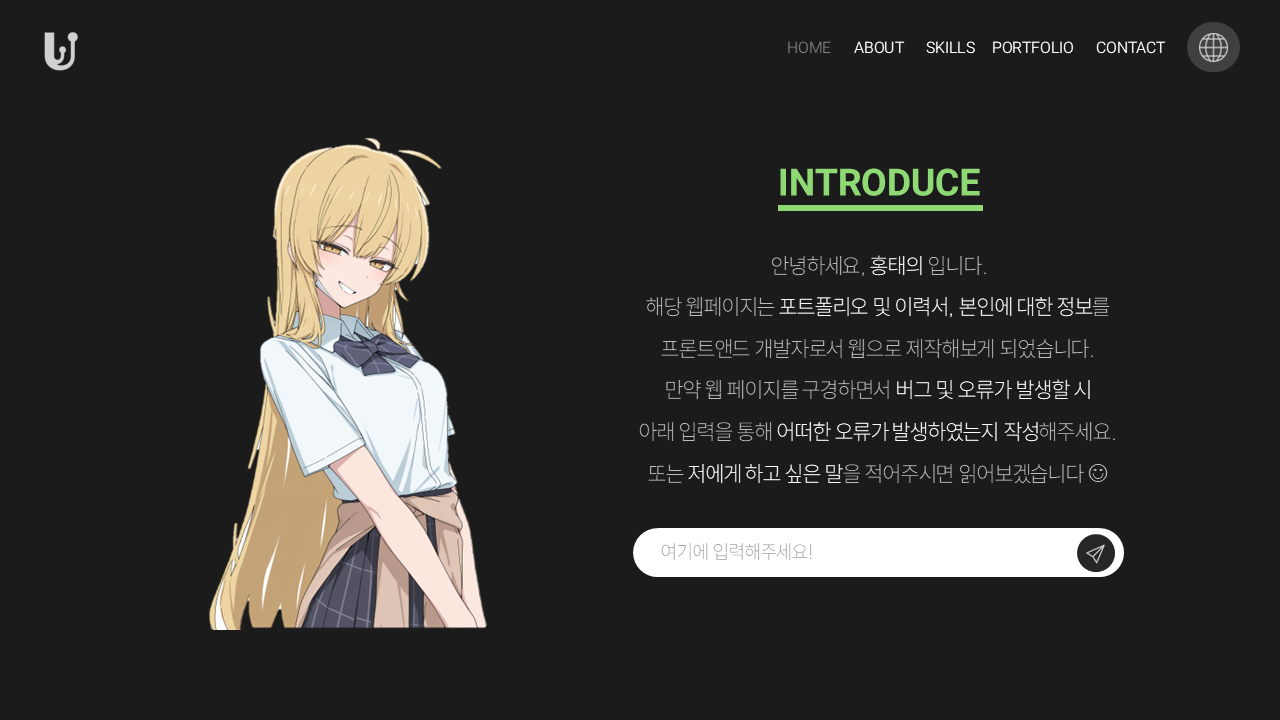 HOME ABOUT SKILLS PORTFOLIO CONTACT
INTRODUCE
안녕하세요, 홍태의 입니다.
해당 웹페이지는 포트폴리오 및 이력서, 본인에 대한 정보를
프론트앤드 개발자로서 웹으로 제작해보게 되었습니다.
만약 웹 페이지를 구경하면서 버그 및 오류가 발생할 시
아래 입력을 통해 어떠한 오류가 발생하였는지 작성해주세요.
또는 저에게 하고 싶은 말을 적어주시면 읽어보겠습니다 ☺
여기에 입력해주세요!